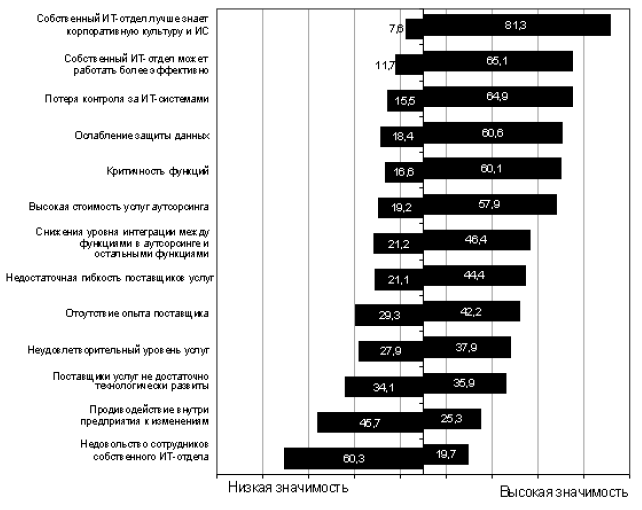 Собственный ИТ-отдел лучше знает
корпоративную культуру и ИС
7,6
81,3
Собственный ИТ-отдел может
работать более эффективно
11,7
65,1
Потеря контроля за ИТ-системами
15,5
64,9
Ослабление защиты данных
18,4
60,6
Критичность функций
16,6
60,1
Высокая стоимость услуг аутсорсинга
19,2
57,9
Снижения уровня интеграции между
функциями в аутсорсинге и
остальными функциями
21,2
46,4
Недостаточная гибкость поставщиков услуг
21,1
44,4
Отсутствие опыта поставщика
29,3
42,2
Неудовлетворительный уровень услуг
27,9
37,9
Поставщики услуг не достаточно
технологически развиты
34,1
35,9
Продиводействие внутри
предприятия к изменениям
45,7
25,3
Недовольство сотрудников
собственного ИТ-отдела
60,3
19,7
Низкая значимость
Высокая значимость